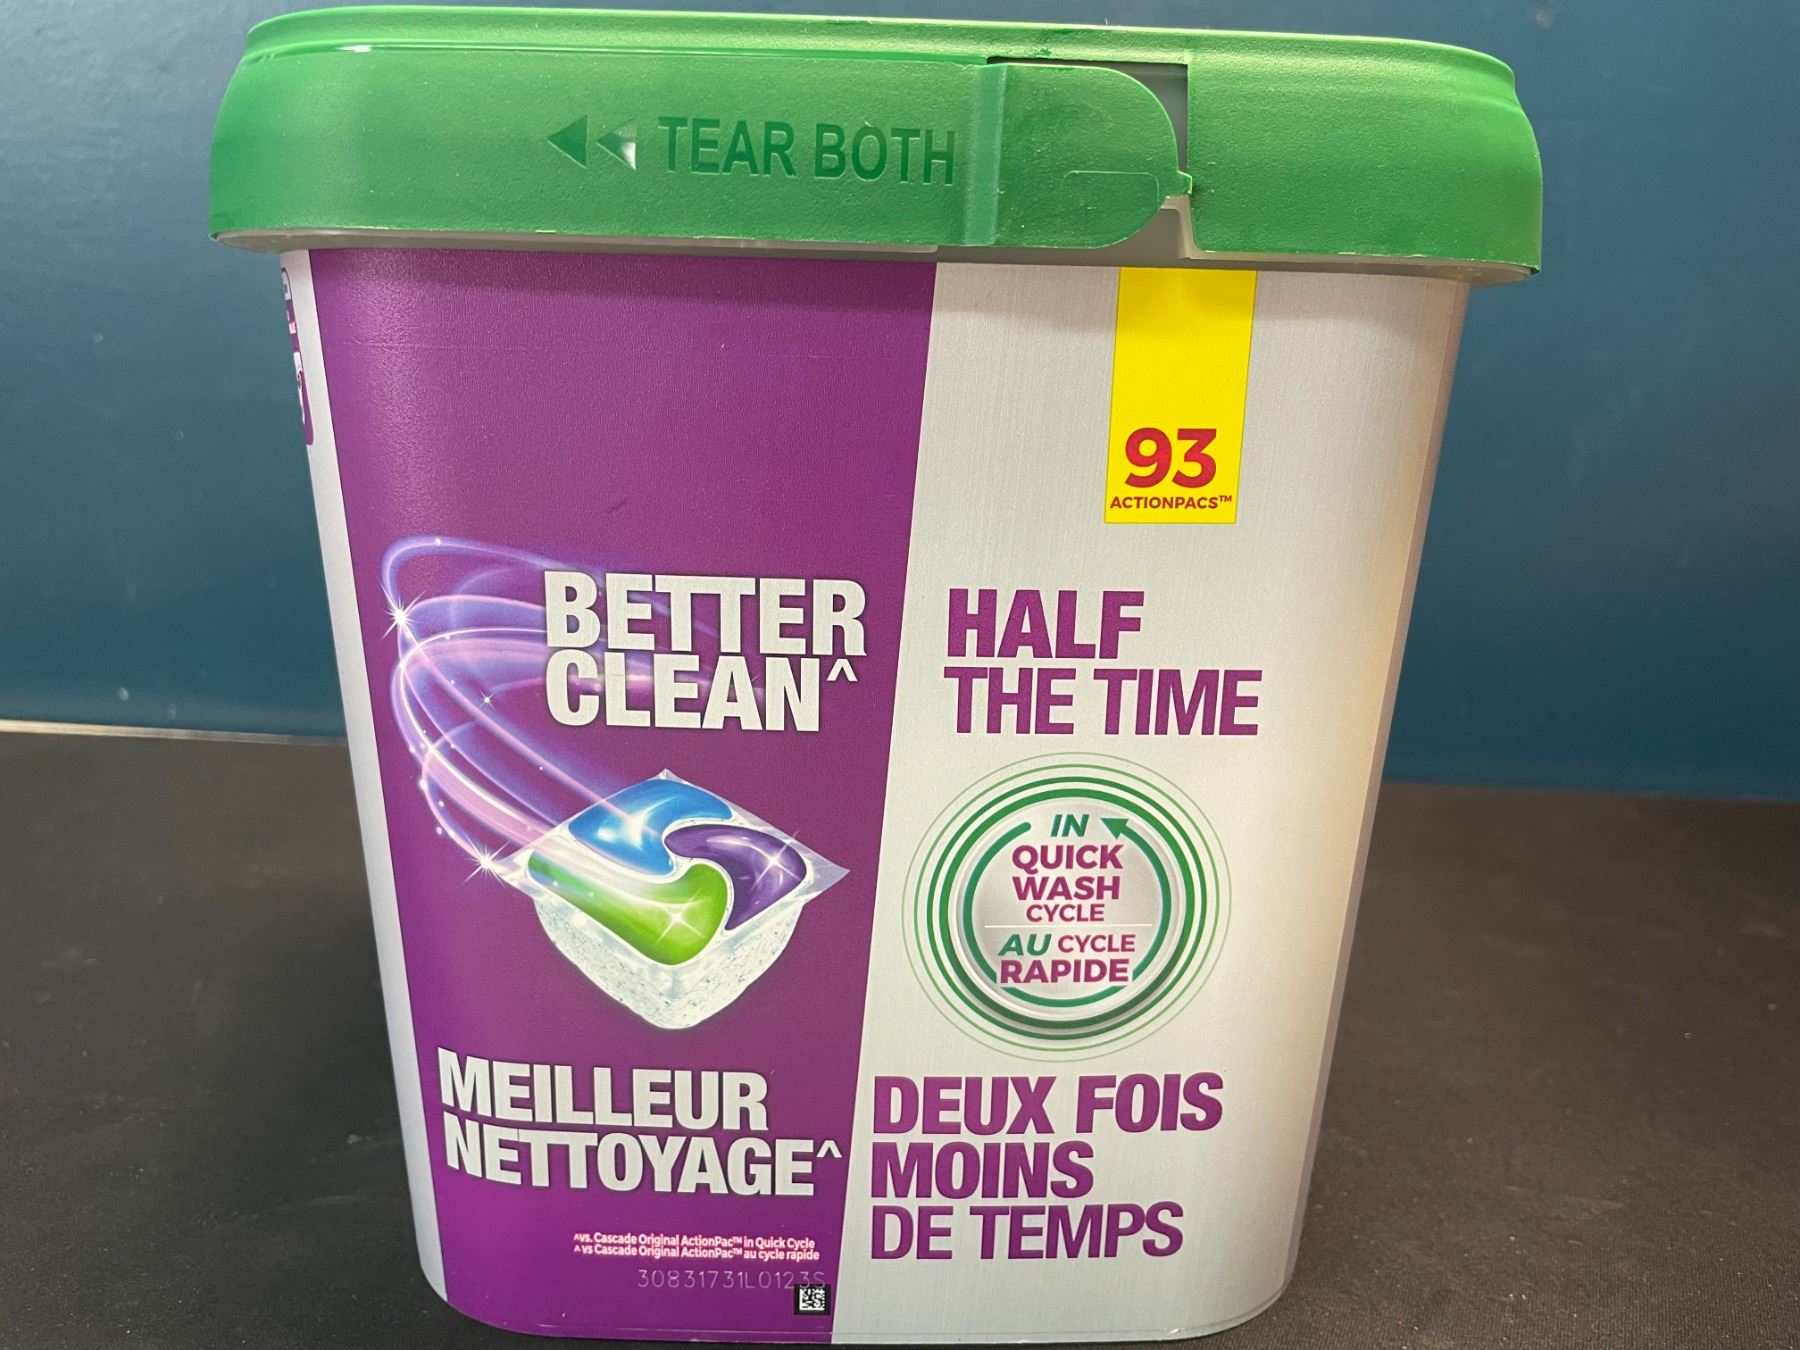 TEAR BOTH
93
ACTIONPACS™
BETTER
CLEAN^
HALF
THE TIME
IN
QUICK
WASH
CYCLE
AU CYCLE
RAPIDE
MEILLEUR
NETTOYAGE^
DEUX FOIS
MOINS
DE TEMPS
^vs. Cascade Original ActionPac™ in Quick Cycle
^ vs Cascade Original ActionPac™ au cycle rapide
30831731L0123S